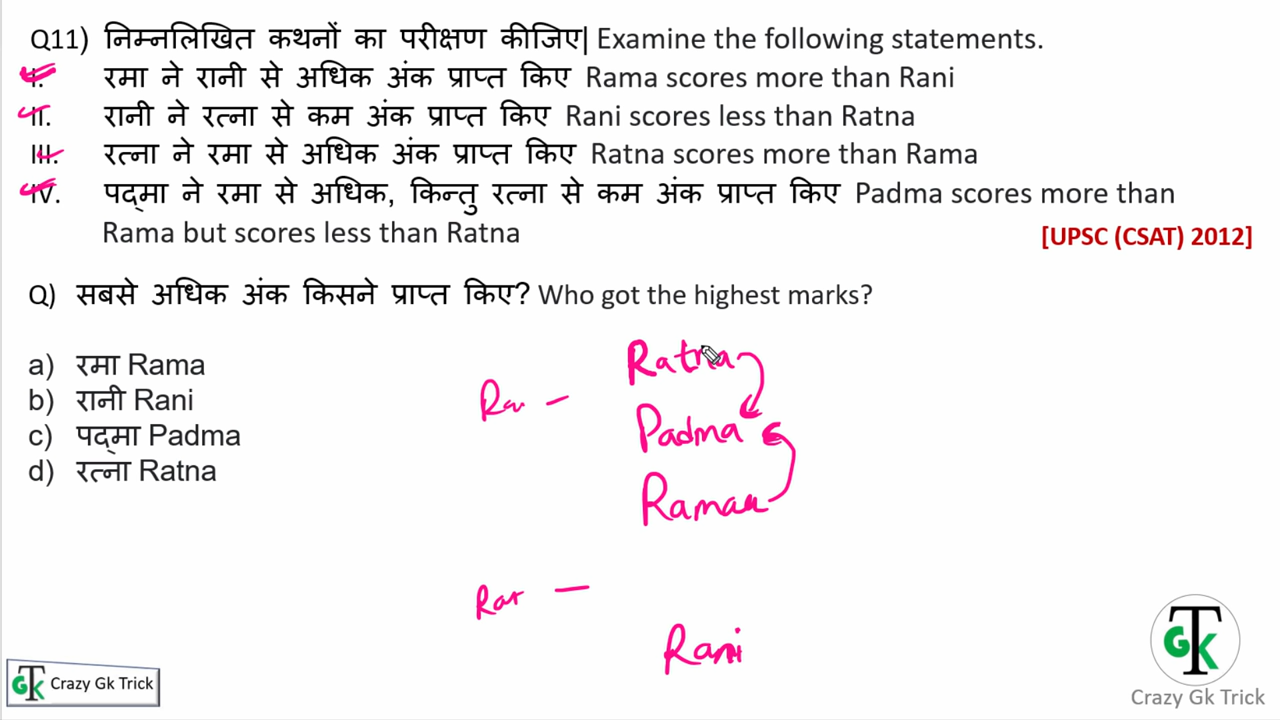 Q11) निम्नलिखित कथनों का परीक्षण कीजिए| Examine the following statements.
I. रमा ने रानी से अधिक अंक प्राप्त किए Rama scores more than Rani
II. रानी ने रत्ना से कम अंक प्राप्त किए Rani scores less than Ratna
III. रत्ना ने रमा से अधिक अंक प्राप्त किए Ratna scores more than Rama
IV. पद्मा ने रमा से अधिक, किन्तु रत्ना से कम अंक प्राप्त किए Padma scores more than
Rama but scores less than Ratna
[UPSC (CSAT) 2012]
Q) सबसे अधिक अंक किसने प्राप्त किए? Who got the highest marks?
a) रमा Rama
b) रानी Rani
c) पद्मा Padma
d) रत्ना Ratna
Ratna
Padma
Rani
GTK
Crazy Gk Trick
GTK Crazy Gk Trick